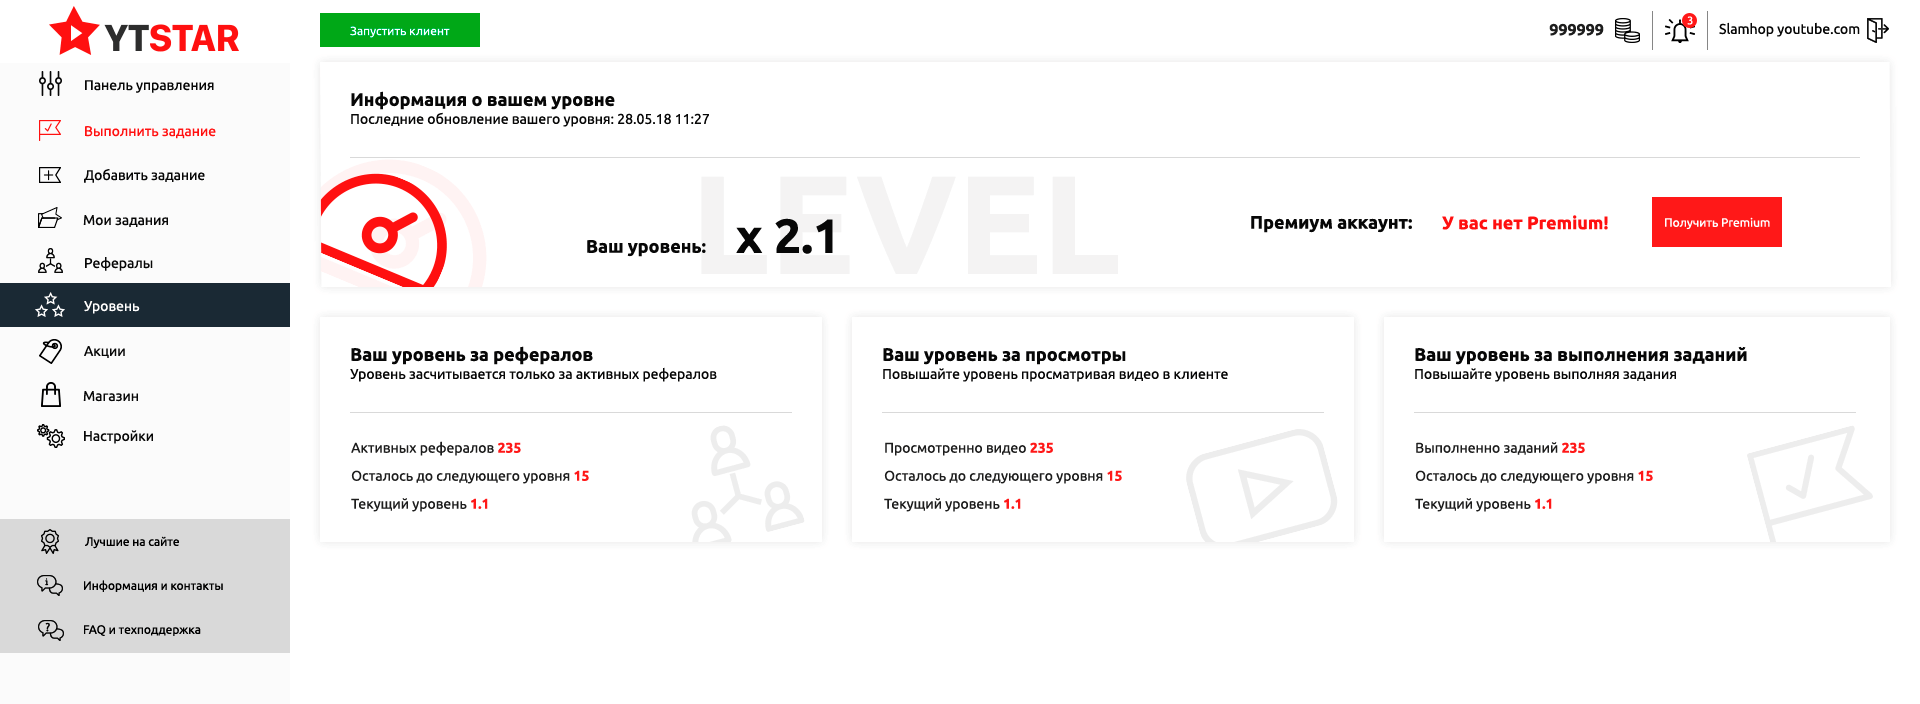 YTSTAR
Запустить клиент
999999
3
Slamhop youtube.com
Панель управления
Выполнить задание
Добавить задание
Мои задания
Рефералы
Уровень
Акции
Магазин
Настройки
Лучшие на сайте
Информация и контакты
FAQ и техподдержка
Информация о вашем уровне
Последние обновление вашего уровня: 28.05.18 11:27
LEVEL
Ваш уровень: x 2.1
Премиум аккаунт: У вас нет Premium!
Получить Premium
Ваш уровень за рефералов
Уровень засчитывается только за активных рефералов
Активных рефералов 235
Осталось до следующего уровня 15
Текущий уровень 1.1
Ваш уровень за просмотры
Повышайте уровень просматривая видео в клиенте
Просмотренно видео 235
Осталось до следующего уровня 15
Текущий уровень 1.1
Ваш уровень за выполнения заданий
Повышайте уровень выполняя задания
Выполненно заданий 235
Осталось до следующего уровня 15
Текущий уровень 1.1